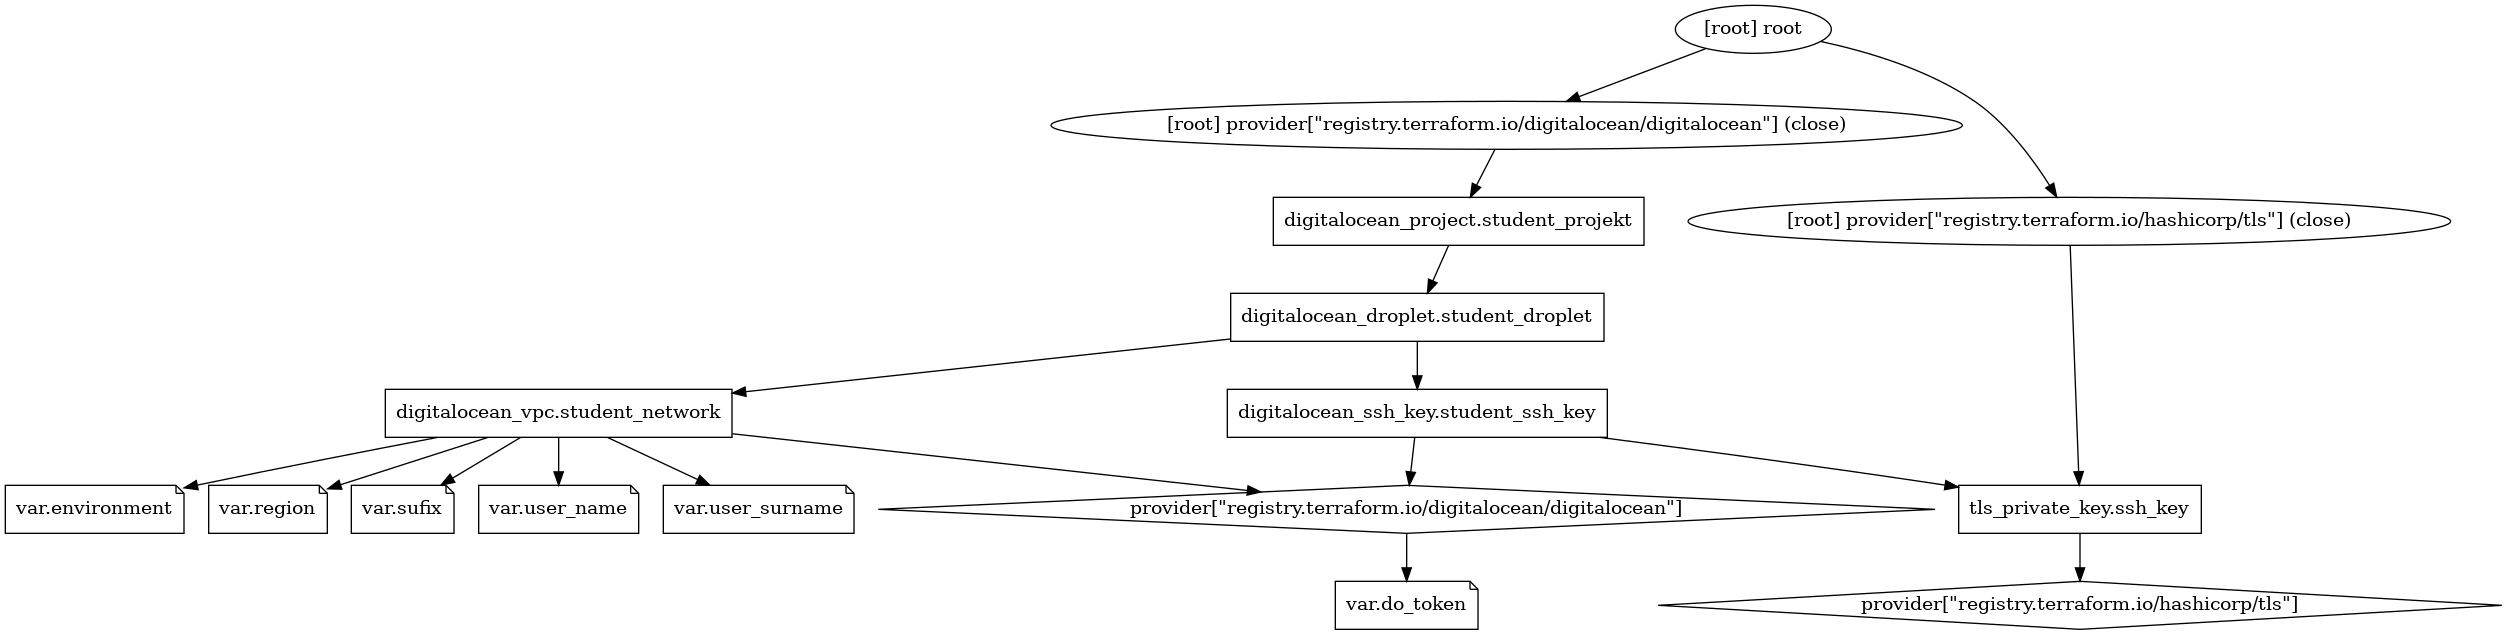 [root] root
[root] provider["registry.terraform.io/digitalocean/digitalocean"] (close)
digitalocean_project.student_projekt
[root] provider["registry.terraform.io/hashicorp/tls"] (close)
digitalocean_droplet.student_droplet
digitalocean_vpc.student_network
digitalocean_ssh_key.student_ssh_key
var.environment
var.region
var.sufix
var.user_name
var.user_surname
provider["registry.terraform.io/digitalocean/digitalocean"]
tls_private_key.ssh_key
var.do_token
provider["registry.terraform.io/hashicorp/tls"]